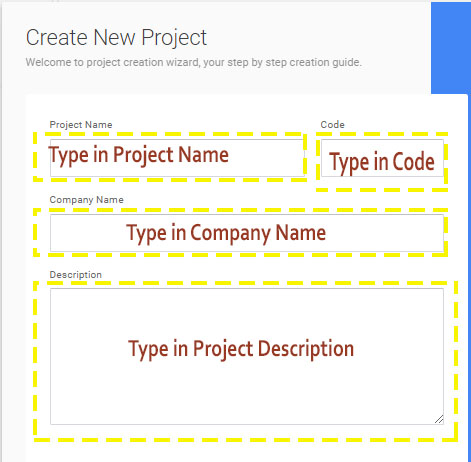 Create New Project
Welcome to project creation wizard, your step by step creation guide.
Project Name
Code
Type in Project Name
Type in Code
Company Name
Type in Company Name
Description
Type in Project Description